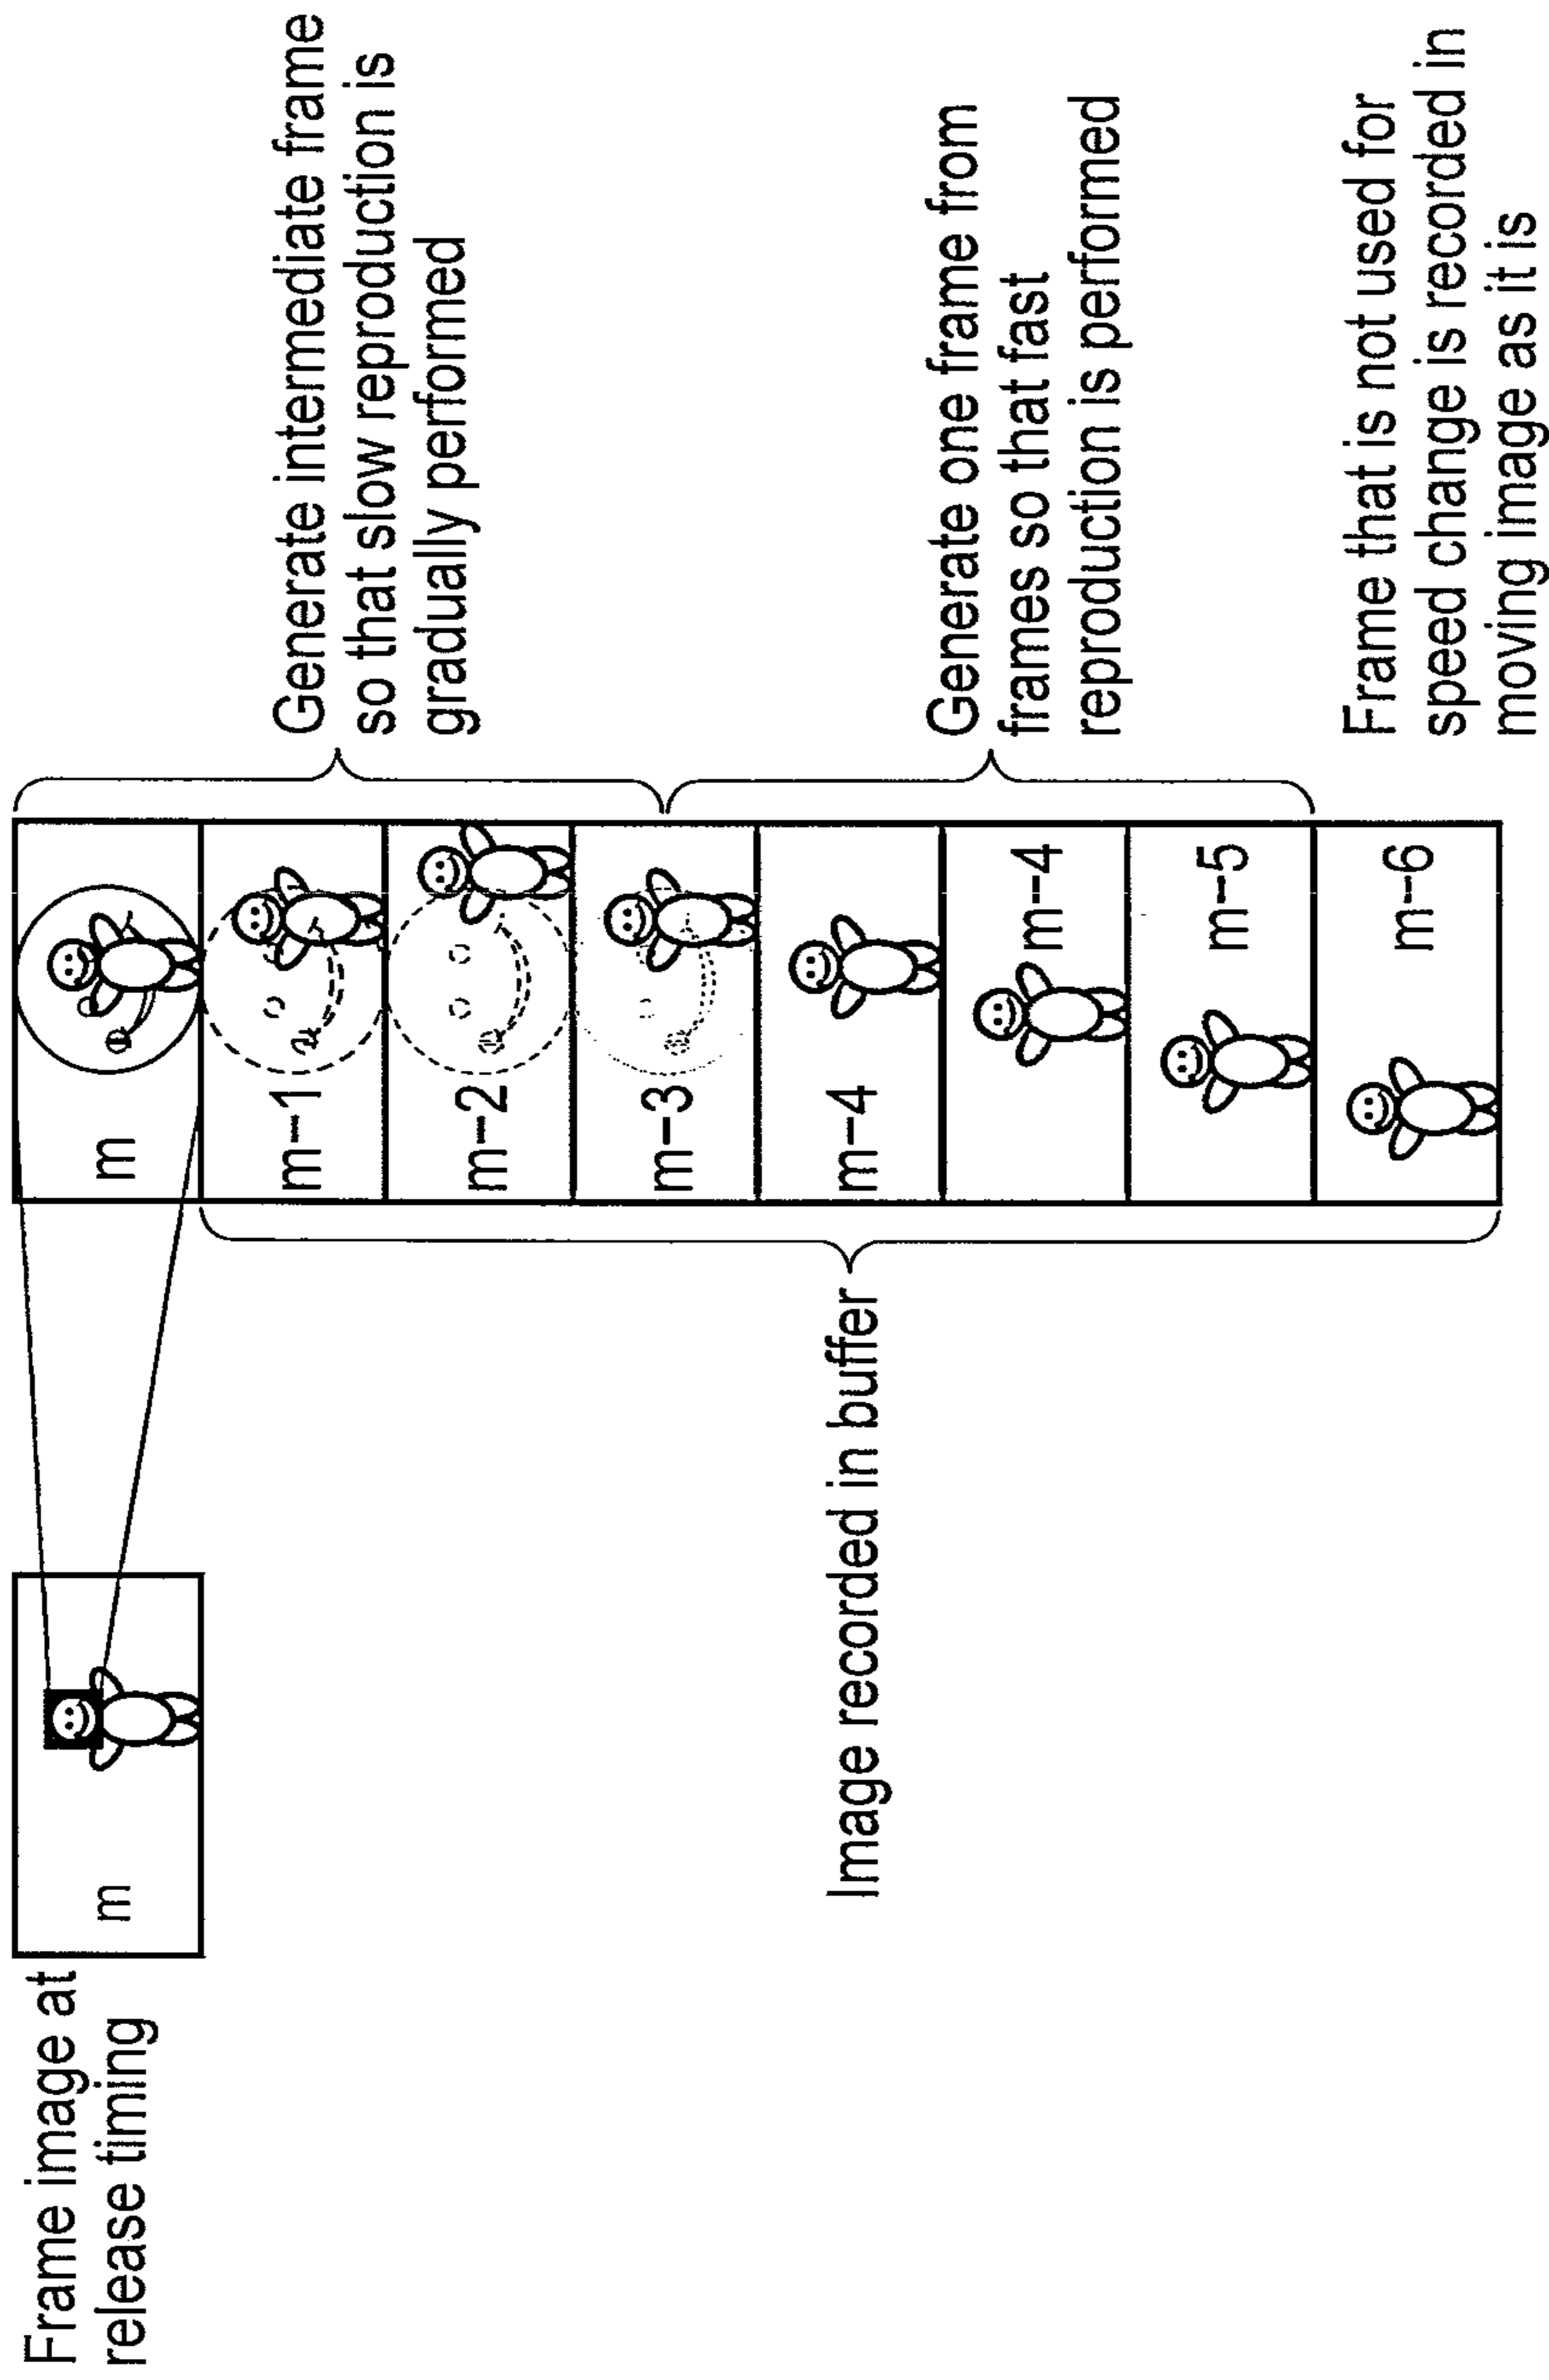 Frame image at
release timing
m
m
m-1
m-2
m-3
m-4
m-4
m-5
m-6
Image recorded in buffer
Generate intermediate frame
so that slow reproduction is
gradually performed
Generate one frame from
frames so that fast
reproduction is performed
Frame that is not used for
speed change is recorded in
moving image as it is